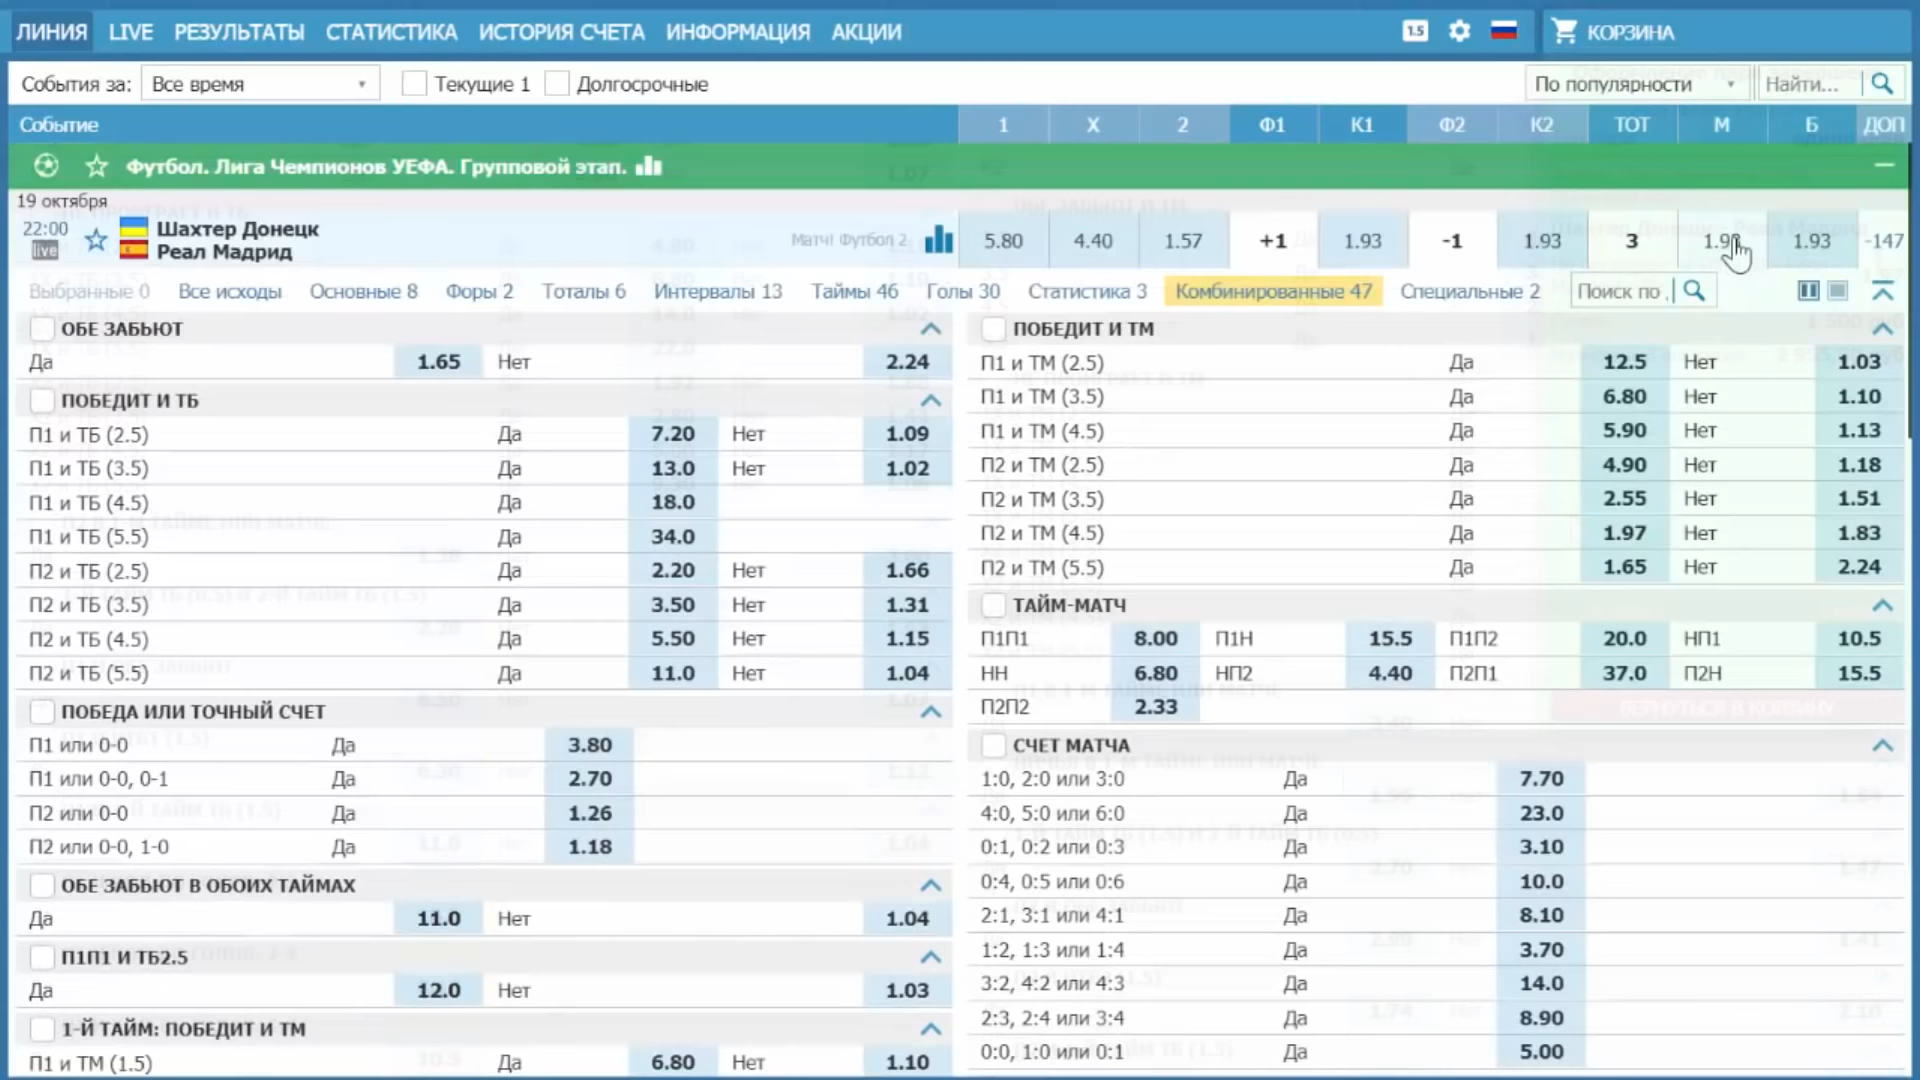 ЛИНИЯ LIVE РЕЗУЛЬТАТЫ СТАТИСТИКА ИСТОРИЯ СЧЕТА ИНФОРМАЦИЯ АКЦИИ 1.5 КОРЗИНА
События за: Все время Текущие 1 Долгосрочные По популярности Найти...
Событие 1 X 2 Ф1 К1 Ф2 К2 ТОТ М Б ДОП
Футбол. Лига Чемпионов УЕФА. Групповой этап.
19 октября
22:00 Шахтер Донецк
live Реал Мадрид
Матч! Футбол 2 5.80 4.40 1.57 +1 1.93 -1 1.93 3 1.93 -147
Выбранные 0 Все исходы Основные 8 Форы 2 Тоталы 6 Интервалы 13 Таймы 46 Голы 30 Статистика 3 Комбинированные 47 Специальные 2 Поиск по
ОБЕ ЗАБЬЮТ
Да 1.65 Нет 2.24
ПОБЕДИТ И ТБ
П1 и ТБ (2.5) Да 7.20 Нет 1.09
П1 и ТБ (3.5) Да 13.0 Нет 1.02
П1 и ТБ (4.5) Да 18.0
П1 и ТБ (5.5) Да 34.0
П2 и ТБ (2.5) Да 2.20 Нет 1.66
П2 и ТБ (3.5) Да 3.50 Нет 1.31
П2 и ТБ (4.5) Да 5.50 Нет 1.15
П2 и ТБ (5.5) Да 11.0 Нет 1.04
ПОБЕДА ИЛИ ТОЧНЫЙ СЧЕТ
П1 или 0-0 Да 3.80
П1 или 0-0, 0-1 Да 2.70
П2 или 0-0 Да 1.26
П2 или 0-0, 1-0 Да 1.18
ОБЕ ЗАБЬЮТ В ОБОИХ ТАЙМАХ
Да 11.0 Нет 1.04
П1П1 И ТБ2.5
Да 12.0 Нет 1.03
1-Й ТАЙМ: ПОБЕДИТ И ТМ
П1 и ТМ (1.5) Да 6.80 Нет 1.10
ПОБЕДИТ И ТМ
П1 и ТМ (2.5) Да 12.5 Нет 1.03
П1 и ТМ (3.5) Да 6.80 Нет 1.10
П1 и ТМ (4.5) Да 5.90 Нет 1.13
П2 и ТМ (2.5) Да 4.90 Нет 1.18
П2 и ТМ (3.5) Да 2.55 Нет 1.51
П2 и ТМ (4.5) Да 1.97 Нет 1.83
П2 и ТМ (5.5) Да 1.65 Нет 2.24
ТАЙМ-МАТЧ
П1П1 8.00 П1Н 15.5 П1П2 20.0 НП1 10.5
НН 6.80 НП2 4.40 П2П1 37.0 П2Н 15.5
П2П2 2.33
СЧЕТ МАТЧА
1:0, 2:0 или 3:0 Да 7.70
4:0, 5:0 или 6:0 Да 23.0
0:1, 0:2 или 0:3 Да 3.10
0:4, 0:5 или 0:6 Да 10.0
2:1, 3:1 или 4:1 Да 8.10
1:2, 1:3 или 1:4 Да 3.70
3:2, 4:2 или 4:3 Да 14.0
2:3, 2:4 или 3:4 Да 8.90
0:0, 1:0 или 0:1 Да 5.00